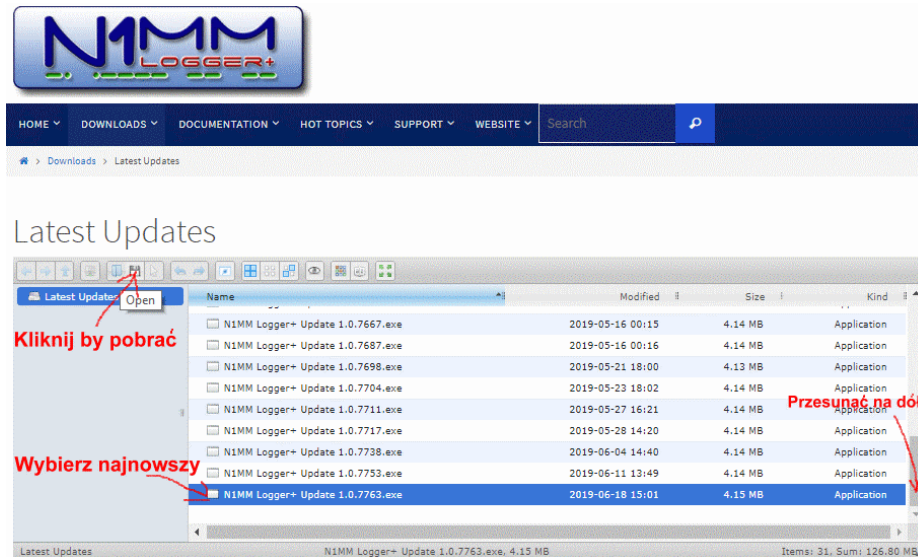 N1MM
LOGGER+
HOME DOWNLOADS DOCUMENTATION HOT TOPICS SUPPORT WEBSITE Search
> Downloads > Latest Updates
Latest Updates
Latest Updates
Open
Name Modified Size Kind
Kliknij by pobrać
N1MM Logger+ Update 1.0.7667.exe 2019-05-16 00:15 4.14 MB Application
N1MM Logger+ Update 1.0.7687.exe 2019-05-16 00:16 4.14 MB Application
N1MM Logger+ Update 1.0.7698.exe 2019-05-21 18:00 4.13 MB Application
N1MM Logger+ Update 1.0.7704.exe 2019-05-23 18:02 4.14 MB Application
Przesunąć na dół
N1MM Logger+ Update 1.0.7711.exe 2019-05-27 16:21 4.14 MB Application
N1MM Logger+ Update 1.0.7717.exe 2019-05-28 14:20 4.14 MB Application
N1MM Logger+ Update 1.0.7738.exe 2019-06-04 14:40 4.14 MB Application
Wybierz najnowszy
N1MM Logger+ Update 1.0.7753.exe 2019-06-11 13:49 4.14 MB Application
N1MM Logger+ Update 1.0.7763.exe 2019-06-18 15:01 4.15 MB Application
Latest Updates N1MM Logger+ Update 1.0.7763.exe, 4.15 MB Items: 31, Sum: 126.80 MB